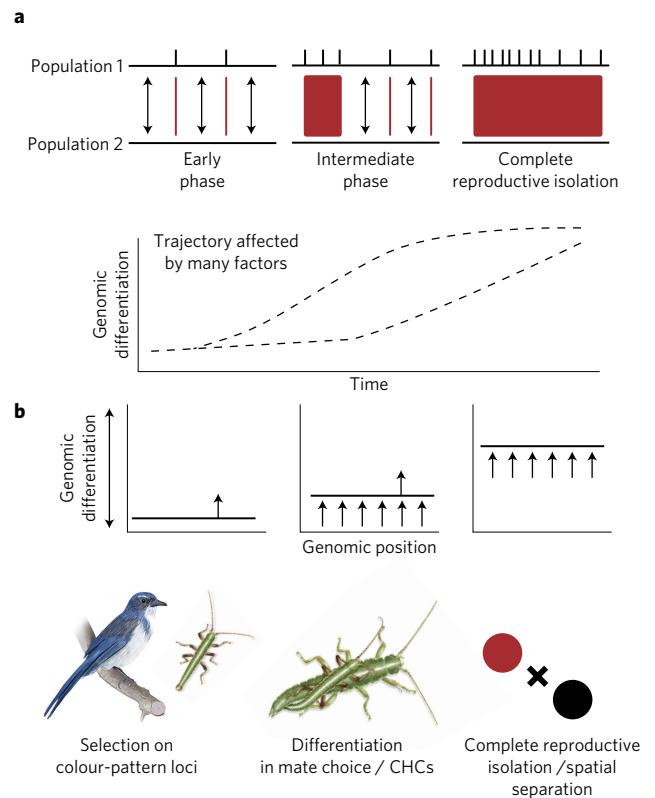 a
Population 1
Population 2
Early
phase
Intermediate
phase
Complete
reproductive isolation
Trajectory affected
by many factors
Genomic
differentiation
Time
b
Genomic
differentiation
Genomic position
Selection on
colour-pattern loci
Differentiation
in mate choice / CHCs
Complete reproductive
isolation /spatial
separation